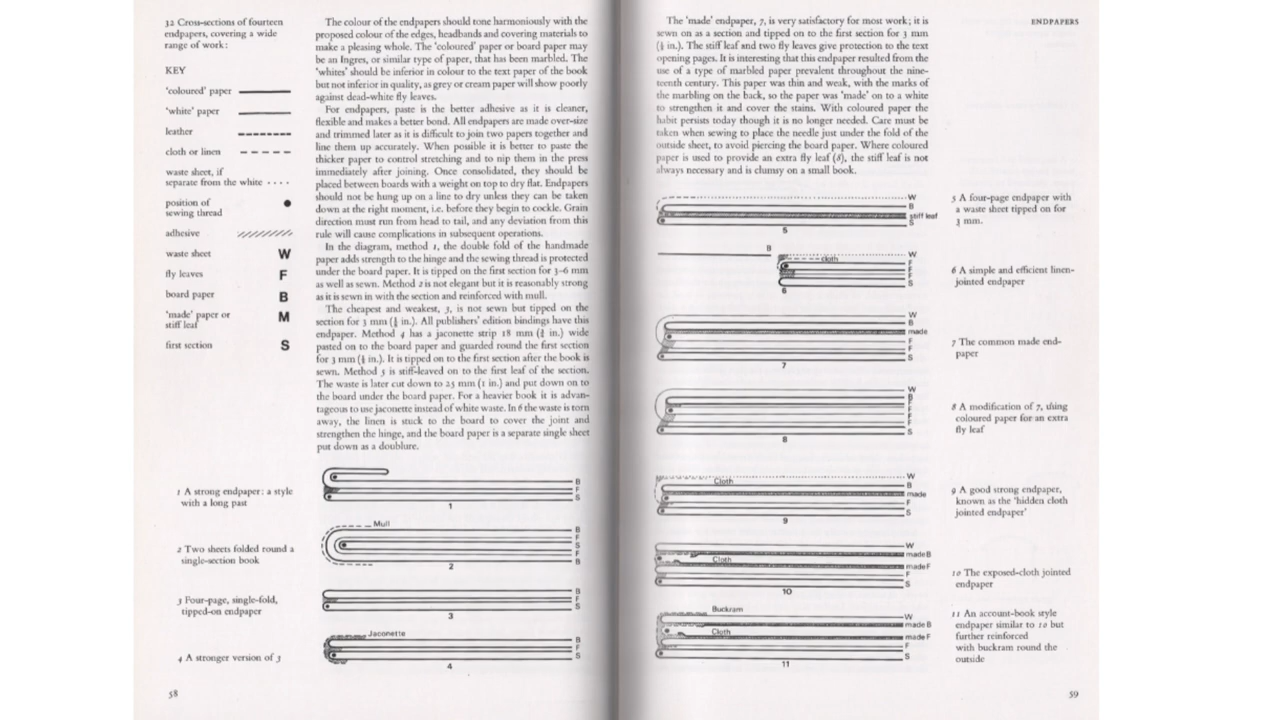 32 Cross-sections of fourteen
endpapers, covering a wide
range of work:
KEY
'coloured' paper
'white' paper
leather
cloth or linen
waste sheet, if
separate from the white
position of
sewing thread
adhesive
waste sheet W
fly leaves F
board paper B
'made' paper or M
stiff leaf
first section S
The colour of the endpapers should tone harmoniously with the
proposed colour of the edges, headbands and covering materials to
make a pleasing whole. The 'coloured' paper or board paper may
be an Ingres, or similar type of paper, that has been marbled. The
'whites' should be inferior in colour to the text paper of the book
but not inferior in quality, as grey or cream paper will show poorly
against dead-white fly leaves.
For endpapers, paste is the better adhesive as it is cleaner,
flexible and makes a better bond. All endpapers are made over-size
and trimmed later as it is difficult to join two papers together and
line them up accurately. When possible it is better to paste the
thicker paper to control stretching and to nip them in the press
immediately after joining. Once consolidated, they should be
placed between boards with a weight on top to dry flat. Endpapers
should not be hung up on a line to dry unless they can be taken
down at the right moment, i.e. before they begin to cockle. Grain
direction must run from head to tail, and any deviation from this
rule will cause complications in subsequent operations.
In the diagram, method 1, the double fold of the handmade
paper adds strength to the hinge and the sewing thread is protected
under the board paper. It is tipped on the first section for 3-6 mm
as well as sewn. Method 2 is not elegant but it is reasonably strong
as it is sewn in with the section and reinforced with mull.
The cheapest and weakest, 3, is not sewn but tipped on the
section for 3 mm (⅛ in.). All publishers' edition bindings have this
endpaper. Method 4 has a jaconette strip 18 mm (¾ in.) wide
pasted on to the board paper and guarded round the first section
for 3 mm (⅛ in.). It is tipped on to the first section after the book is
sewn. Method 5 is stiff-leaved on to the first leaf of the section.
The waste is later cut down to 25 mm (1 in.) and put down on to
the board under the board paper. For a heavier book it is advan-
tageous to use jaconette instead of white waste. In 6 the waste is torn
away, the linen is stuck to the board to cover the joint and
strengthen the hinge, and the board paper is a separate single sheet
put down as a doublure.
1 A strong endpaper: a style
with a long past
B
F
S
1
2 Two sheets folded round a
single-section book
Mull
B
F
S
F
B
2
3 Four-page, single-fold,
tipped-on endpaper
B
F
S
3
4 A stronger version of 3
Jaconette
B
F
S
4
58
ENDPAPERS
The 'made' endpaper, 7, is very satisfactory for most work; it is
sewn on as a section and tipped on to the first section for 3 mm
(⅛ in.). The stiff leaf and two fly leaves give protection to the text
opening pages. It is interesting that this endpaper resulted from the
use of a type of marbled paper prevalent throughout the nine-
teenth century. This paper was thin and weak, with the marks of
the marbling on the back, so the paper was 'made' on to a white
to strengthen it and cover the stains. With coloured paper the
habit persists today though it is no longer needed. Care must be
taken when sewing to place the needle just under the fold of the
outside sheet, to avoid piercing the board paper. Where coloured
paper is used to provide an extra fly leaf (8), the stiff leaf is not
always necessary and is clumsy on a small book.
W
B
stiff leaf
S
5
5 A four-page endpaper with
a waste sheet tipped on for
3 mm.
B
cloth
W
F
F
F
S
6
6 A simple and efficient linen-
jointed endpaper
W
B
made
F
F
S
7
7 The common made end-
paper
W
B
F
F
F
S
8
8 A modification of 7, using
coloured paper for an extra
fly leaf
Cloth
W
B
made
F
S
9
9 A good strong endpaper,
known as the 'hidden cloth
jointed endpaper'
W
made B
Cloth
made F
F
S
10
10 The exposed-cloth jointed
endpaper
Buckram
W
made B
Cloth
made F
F
S
11
11 An account-book style
endpaper similar to 10 but
further reinforced
with buckram round the
outside
59